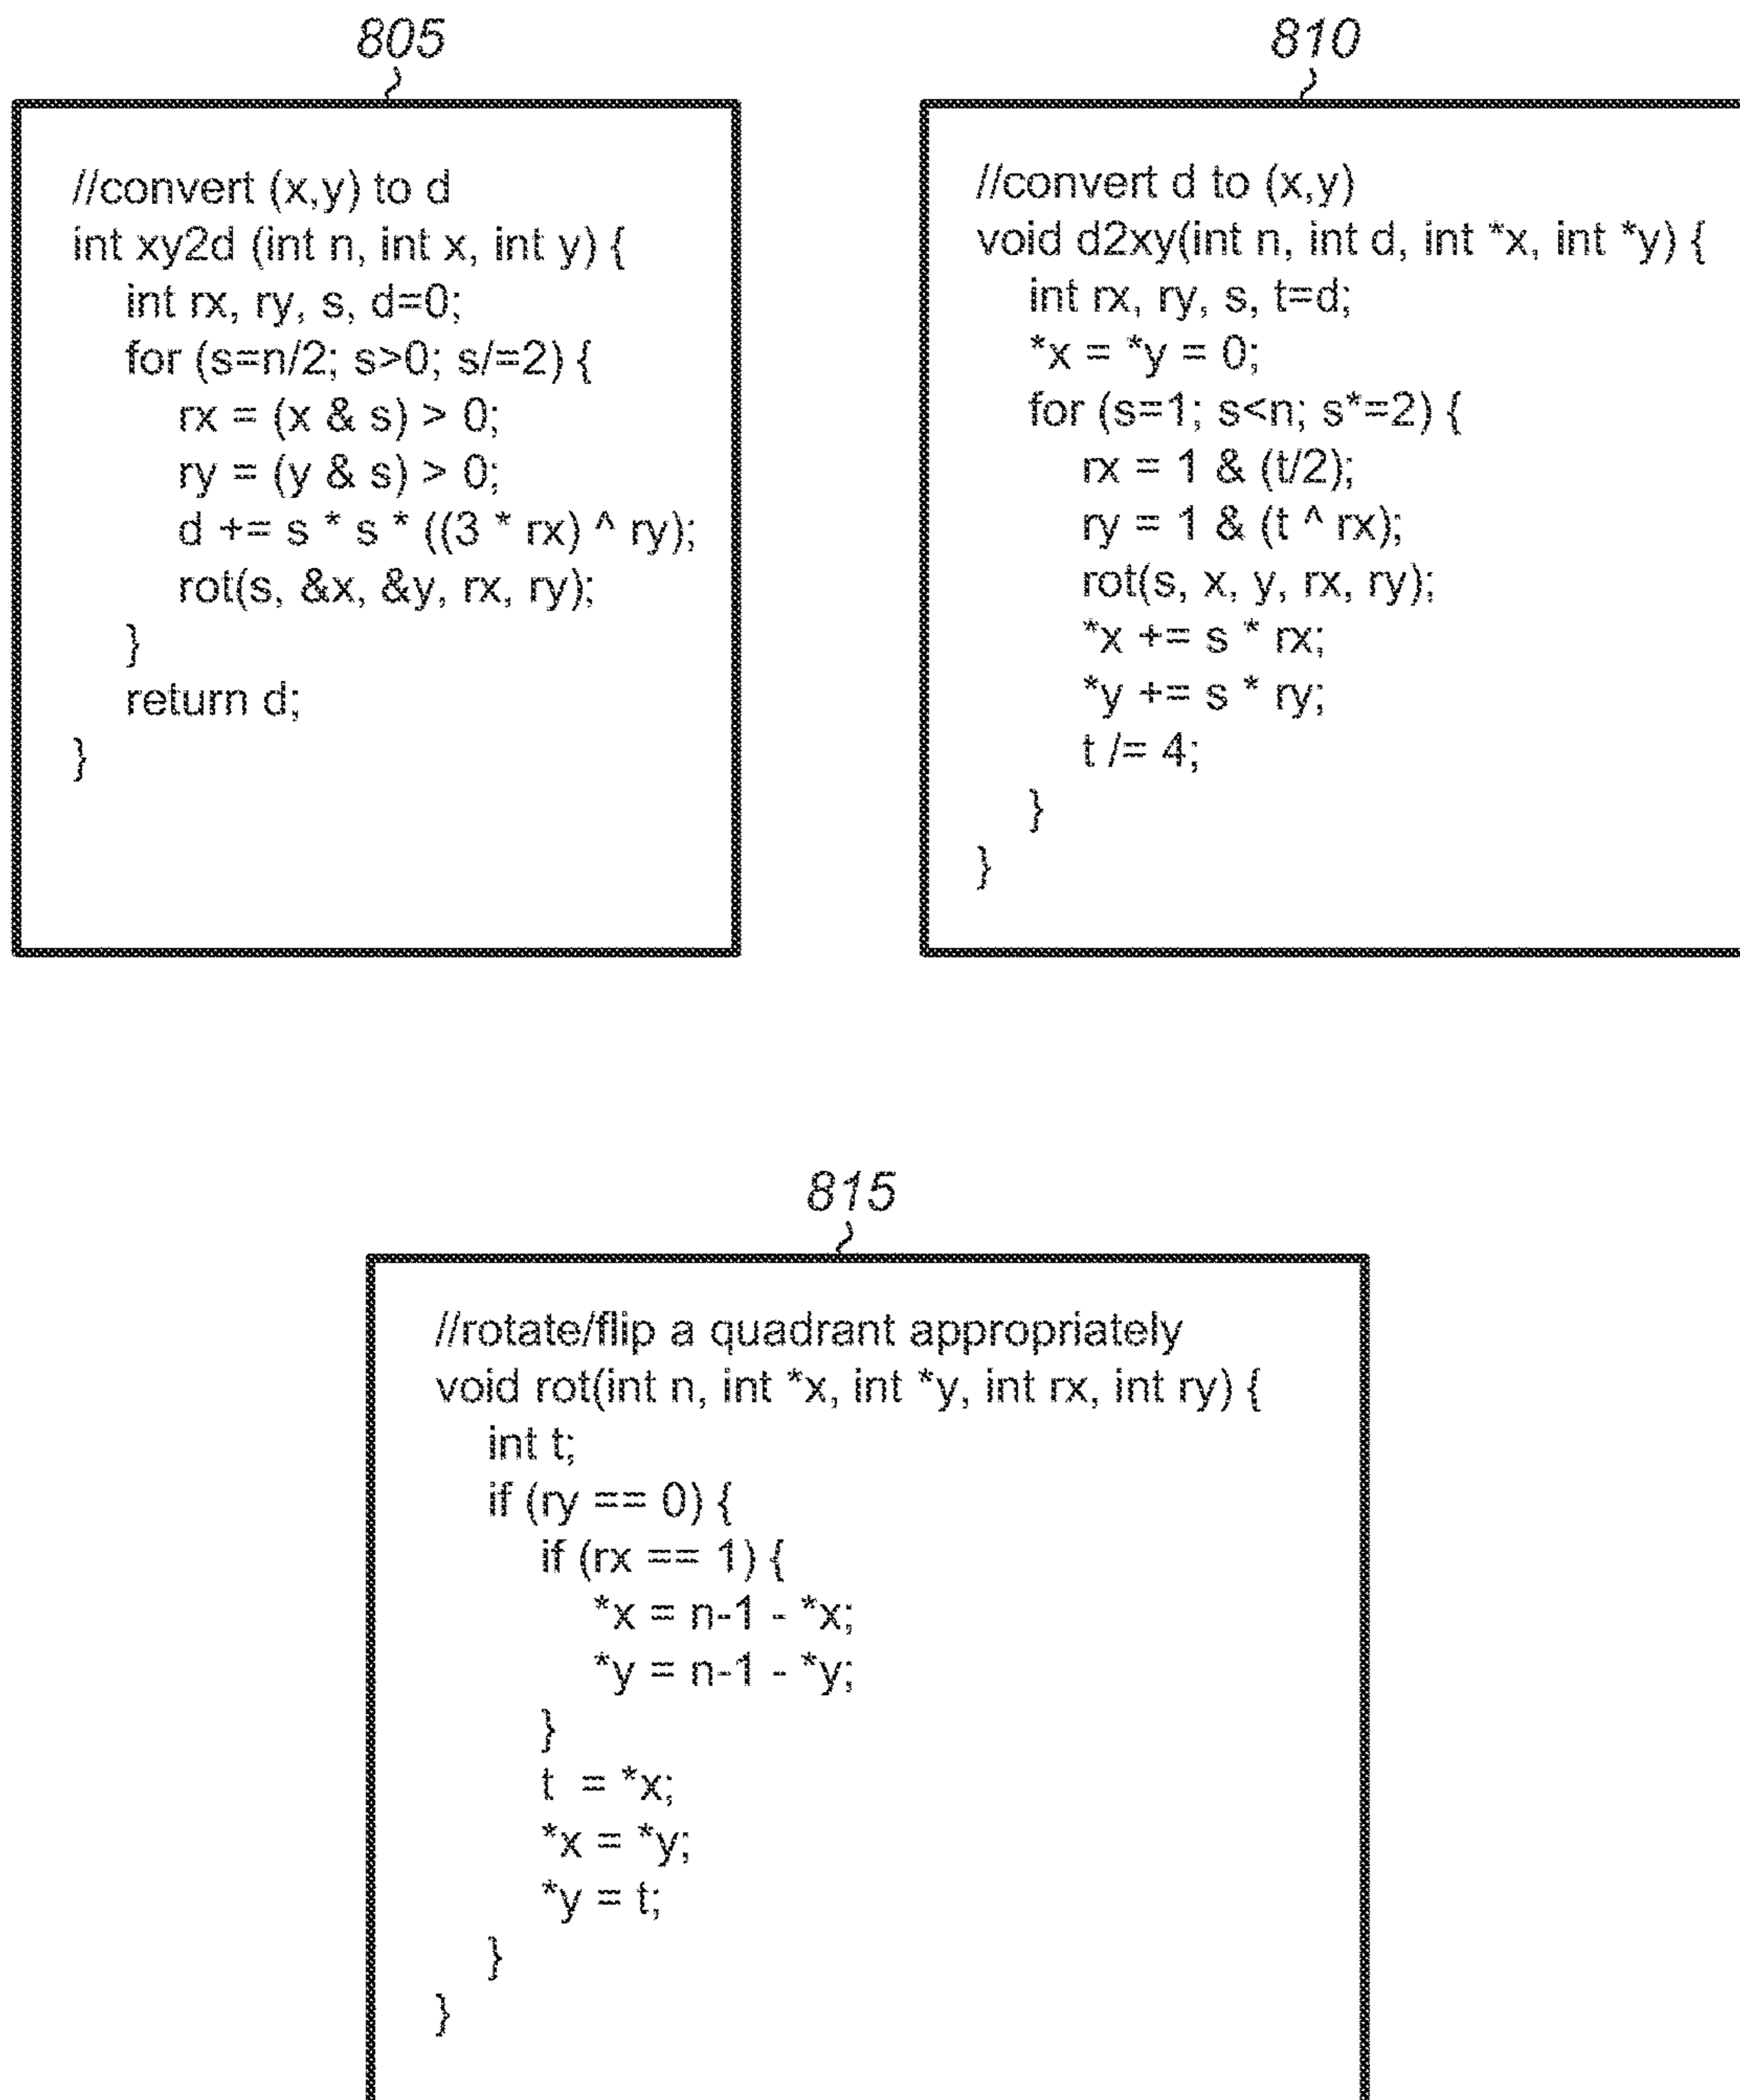 805
//convert (x,y) to d
int xy2d (int n, int x, int y) {
int rx, ry, s, d=0;
for (s=n/2; s>0; s/=2) {
rx = (x & s) > 0;
ry = (y & s) > 0;
d += s * s * ((3 * rx) ^ ry);
rot(s, &x, &y, rx, ry);
}
return d;
}
810
//convert d to (x,y)
void d2xy(int n, int d, int *x, int *y) {
int rx, ry, s, t=d;
*x = *y = 0;
for (s=1; s<n; s*=2) {
rx = 1 & (t/2);
ry = 1 & (t ^ rx);
rot(s, x, y, rx, ry);
*x += s * rx;
*y += s * ry;
t /= 4;
}
}
815
//rotate/flip a quadrant appropriately
void rot(int n, int *x, int *y, int rx, int ry) {
int t;
if (ry == 0) {
if (rx == 1) {
*x = n-1 - *x;
*y = n-1 - *y;
}
t  = *x;
*x = *y;
*y = t;
}
}